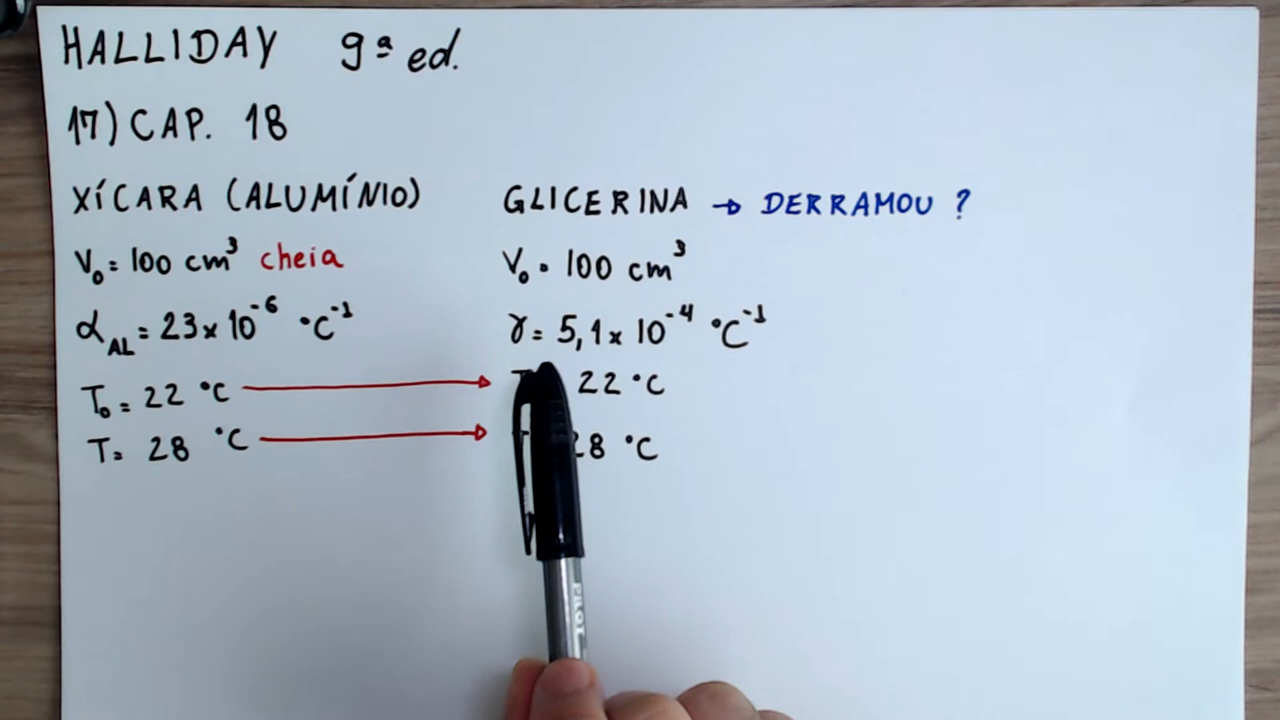 HALLIDAY 9ª ed.
17) CAP. 18
XÍCARA (ALUMÍNIO)
V₀ = 100 cm³ cheia
α_AL = 23 x 10⁻⁶ °C⁻¹
T₀ = 22 °C
T = 28 °C
GLICERINA → DERRAMOU ?
V₀ = 100 cm³
γ = 5,1 x 10⁻⁴ °C⁻¹
22 °C
28 °C
PILOT